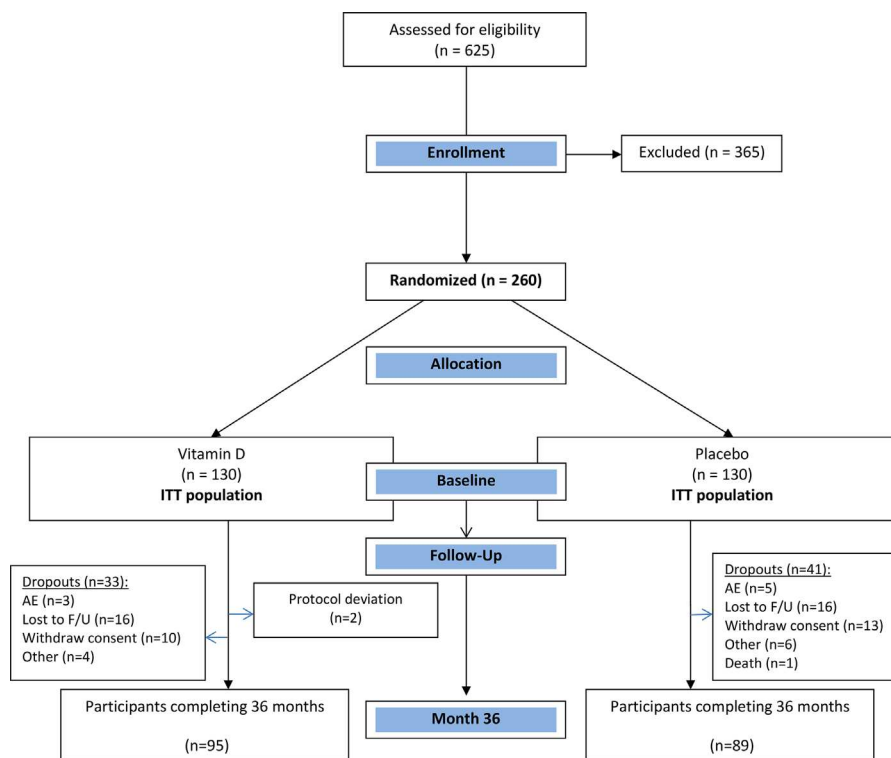 Assessed for eligibility
(n = 625)
Enrollment
Excluded (n = 365)
Randomized (n = 260)
Allocation
Vitamin D
(n = 130)
ITT population
Baseline
Placebo
(n = 130)
ITT population
Follow-Up
Dropouts (n=33):
AE (n=3)
Lost to F/U (n=16)
Withdraw consent (n=10)
Other (n=4)
Protocol deviation
(n=2)
Dropouts (n=41):
AE (n=5)
Lost to F/U (n=16)
Withdraw consent (n=13)
Other (n=6)
Death (n=1)
Participants completing 36 months
(n=95)
Month 36
Participants completing 36 months
(n=89)